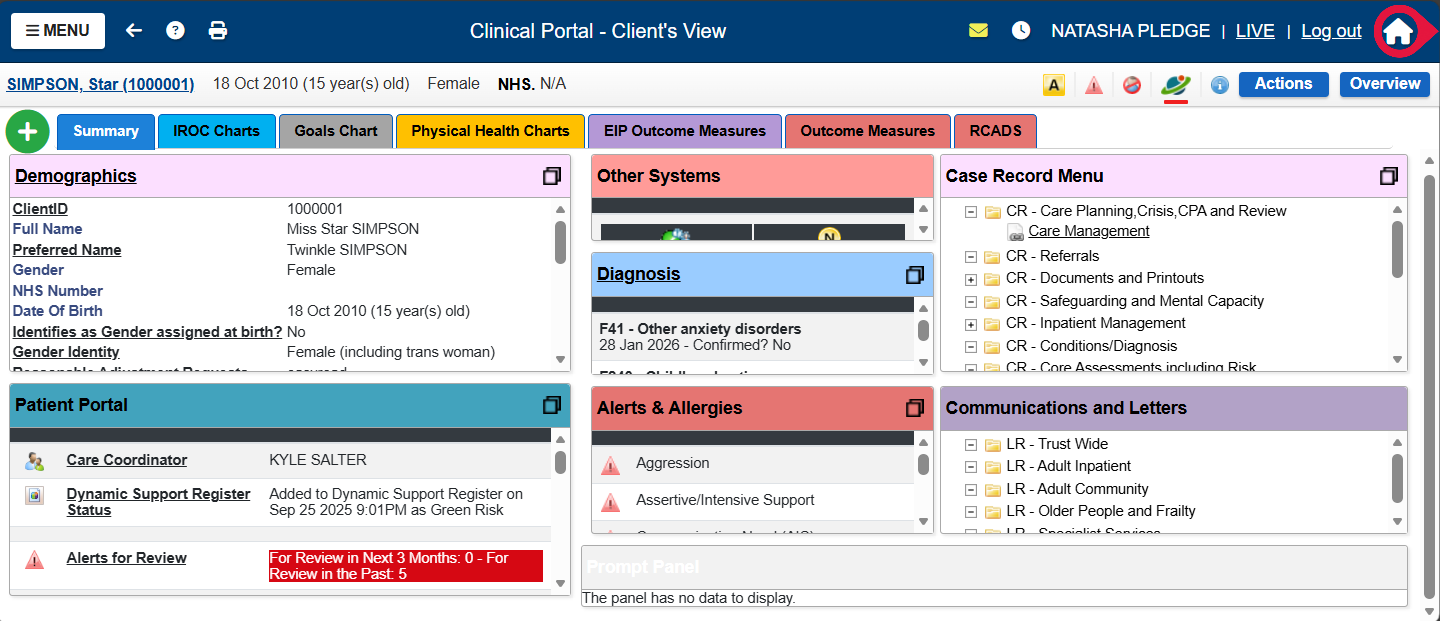 MENU
?
Clinical Portal - Client's View
NATASHA PLEDGE | LIVE | Log out
SIMPSON, Star (1000001) 18 Oct 2010 (15 year(s) old) Female NHS. N/A
A
i
Actions
Overview
Summary
IROC Charts
Goals Chart
Physical Health Charts
EIP Outcome Measures
Outcome Measures
RCADS
Demographics
ClientID 1000001
Full Name Miss Star SIMPSON
Preferred Name Twinkle SIMPSON
Gender Female
NHS Number
Date Of Birth 18 Oct 2010 (15 year(s) old)
Identifies as Gender assigned at birth? No
Gender Identity Female (including trans woman)
Patient Portal
Care Coordinator KYLE SALTER
Dynamic Support Register Status
Added to Dynamic Support Register on
Sep 25 2025 9:01PM as Green Risk
Alerts for Review
For Review in Next 3 Months: 0 - For
Review in the Past: 5
Other Systems
N
Diagnosis
F41 - Other anxiety disorders
28 Jan 2026 - Confirmed? No
Alerts & Allergies
Aggression
Assertive/Intensive Support
Case Record Menu
CR - Care Planning,Crisis,CPA and Review
Care Management
CR - Referrals
CR - Documents and Printouts
CR - Safeguarding and Mental Capacity
CR - Inpatient Management
CR - Conditions/Diagnosis
CR - Core Assessments including Risk
Communications and Letters
LR - Trust Wide
LR - Adult Inpatient
LR - Adult Community
LR - Older People and Frailty
LR - Specialist Services
Prompt Panel
The panel has no data to display.